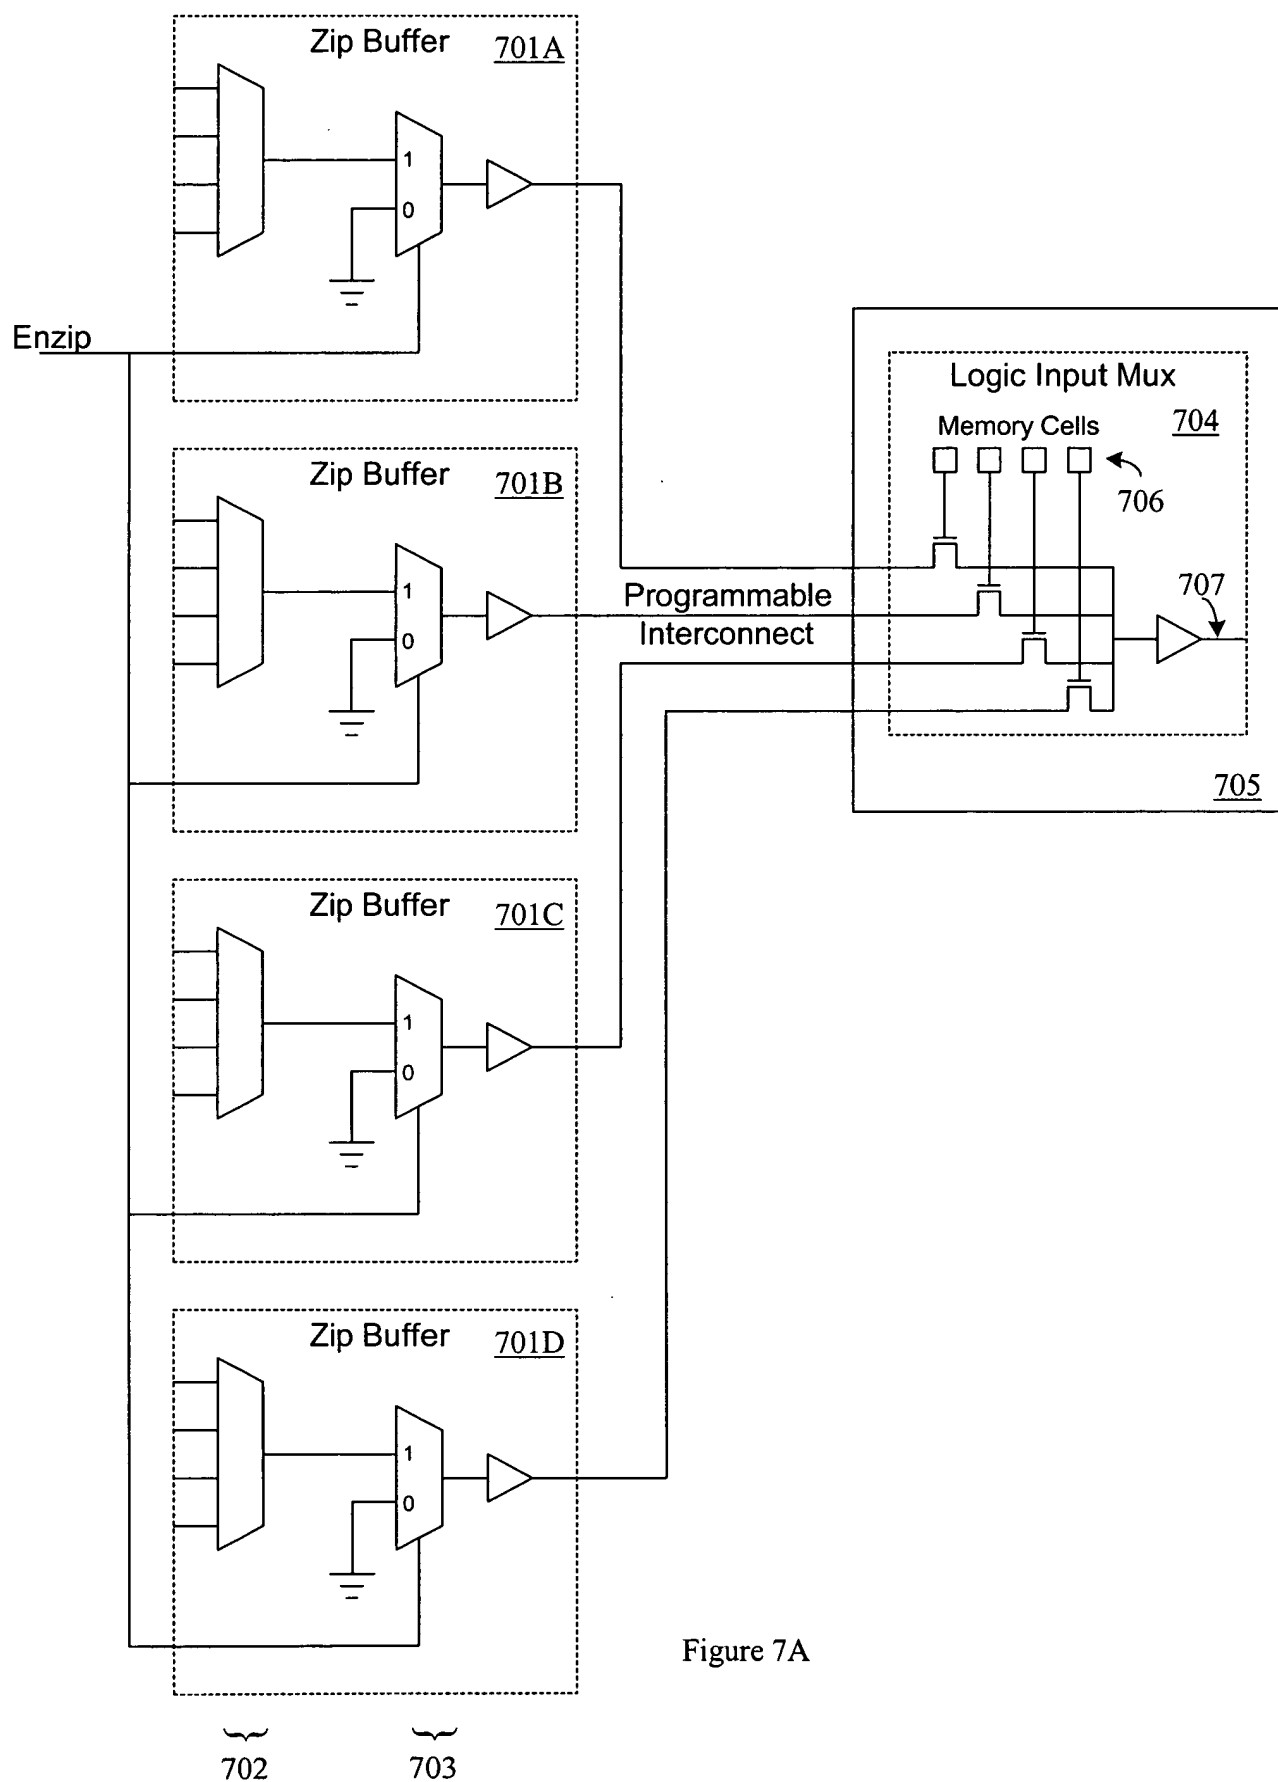 Zip Buffer
701A
1
0
Enzip
Logic Input Mux
704
Memory Cells
706
Zip Buffer
701B
1
0
Programmable
Interconnect
707
705
Zip Buffer
701C
1
0
Zip Buffer
701D
1
0
Figure 7A
702
703